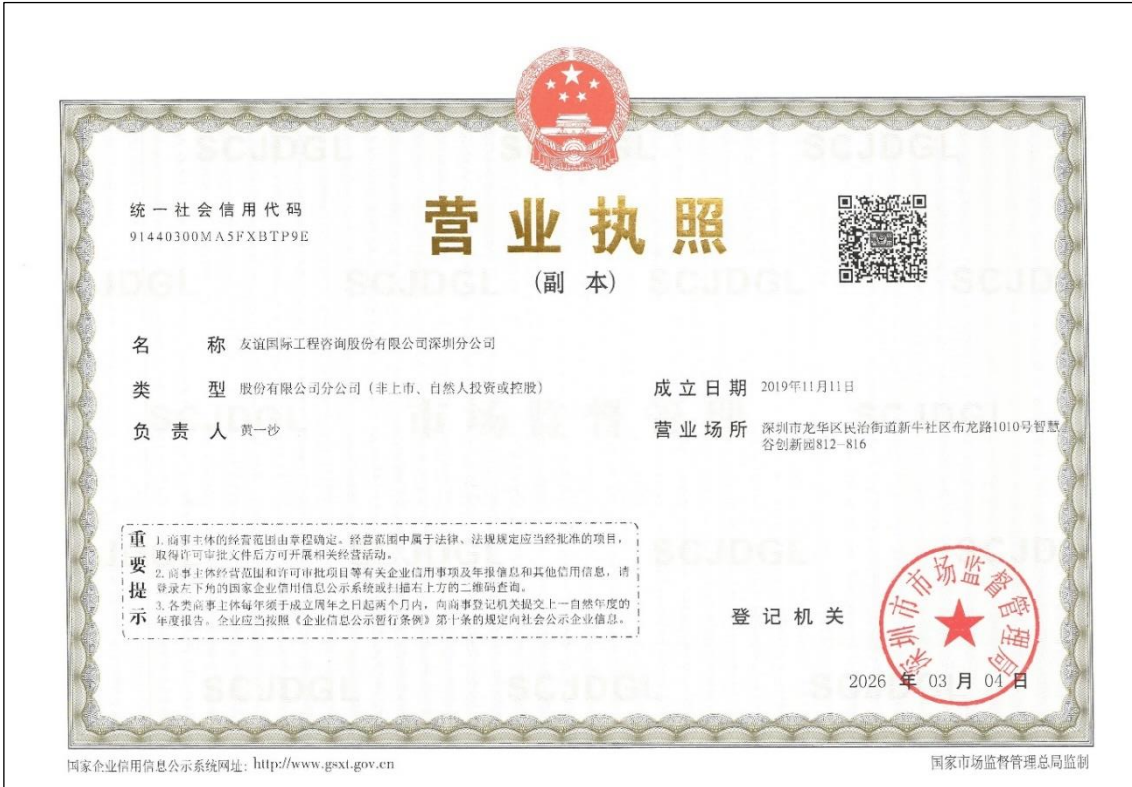 统一社会信用代码
91440300MA5FXBTP9E
营业执照
(副 本)
名 称 友谊国际工程咨询股份有限公司深圳分公司
类 型 股份有限公司分公司（非上市、自然人投资或控股）
负 责 人 黄一沙
成立日期 2019年11月11日
营业场所 深圳市龙华区民治街道新牛社区布龙路1010号智慧
谷创新园812-816
重要提示
1. 商事主体的经营范围由章程确定。经营范围中属于法律、法规规定应当经批准的项目，
取得许可审批文件后方可开展相关经营活动。
2. 商事主体经营范围和许可审批项目等有关企业信用事项及年报信息和其他信用信息，请
登录左下角的国家企业信用信息公示系统或扫描右上方的二维码查询。
3. 各类商事主体每年须于成立周年之日起两个月内，向商事登记机关提交上一自然年度的
年度报告。企业应当按照《企业信息公示暂行条例》第十条的规定向社会公示企业信息。
登记机关
深圳市市场监督管理局
2026 年 03 月 04 日
国家企业信用信息公示系统网址: http://www.gsxt.gov.cn
国家市场监督管理总局监制
SCJDGL
市场监督管理